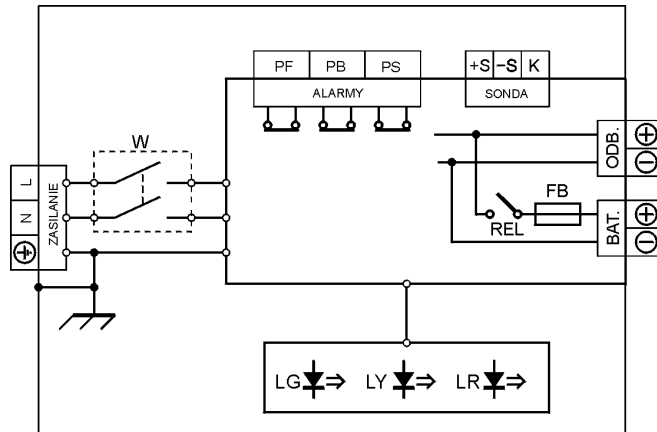 PF PB PS
ALARMY
+S −S K
SONDA
W
L
N
ZASILANIE
ODB.
+
−
FB
REL
BAT.
+
−
LG LY LR